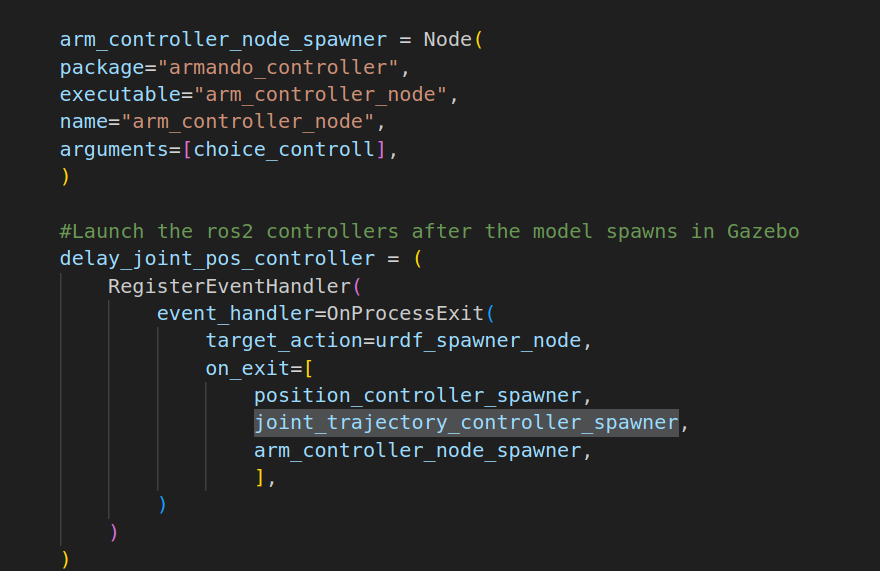 arm_controller_node_spawner = Node(
package="armando_controller",
executable="arm_controller_node",
name="arm_controller_node",
arguments=[choice_controll],
)
#Launch the ros2 controllers after the model spawns in Gazebo
delay_joint_pos_controller = (
RegisterEventHandler(
event_handler=OnProcessExit(
target_action=urdf_spawner_node,
on_exit=[
position_controller_spawner,
joint_trajectory_controller_spawner,
arm_controller_node_spawner,
],
)
)
)